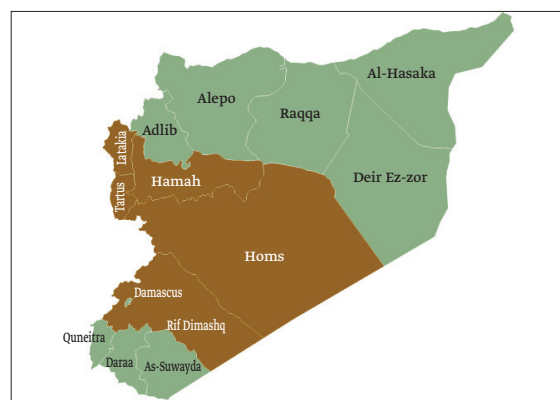 Al-Hasaka
Alepo
Raqqa
Adlib
Latakia
Hamah
Deir Ez-zor
Tartus
Homs
Damascus
Rif Dimashq
Quneitra
Daraa
As-Suwayda